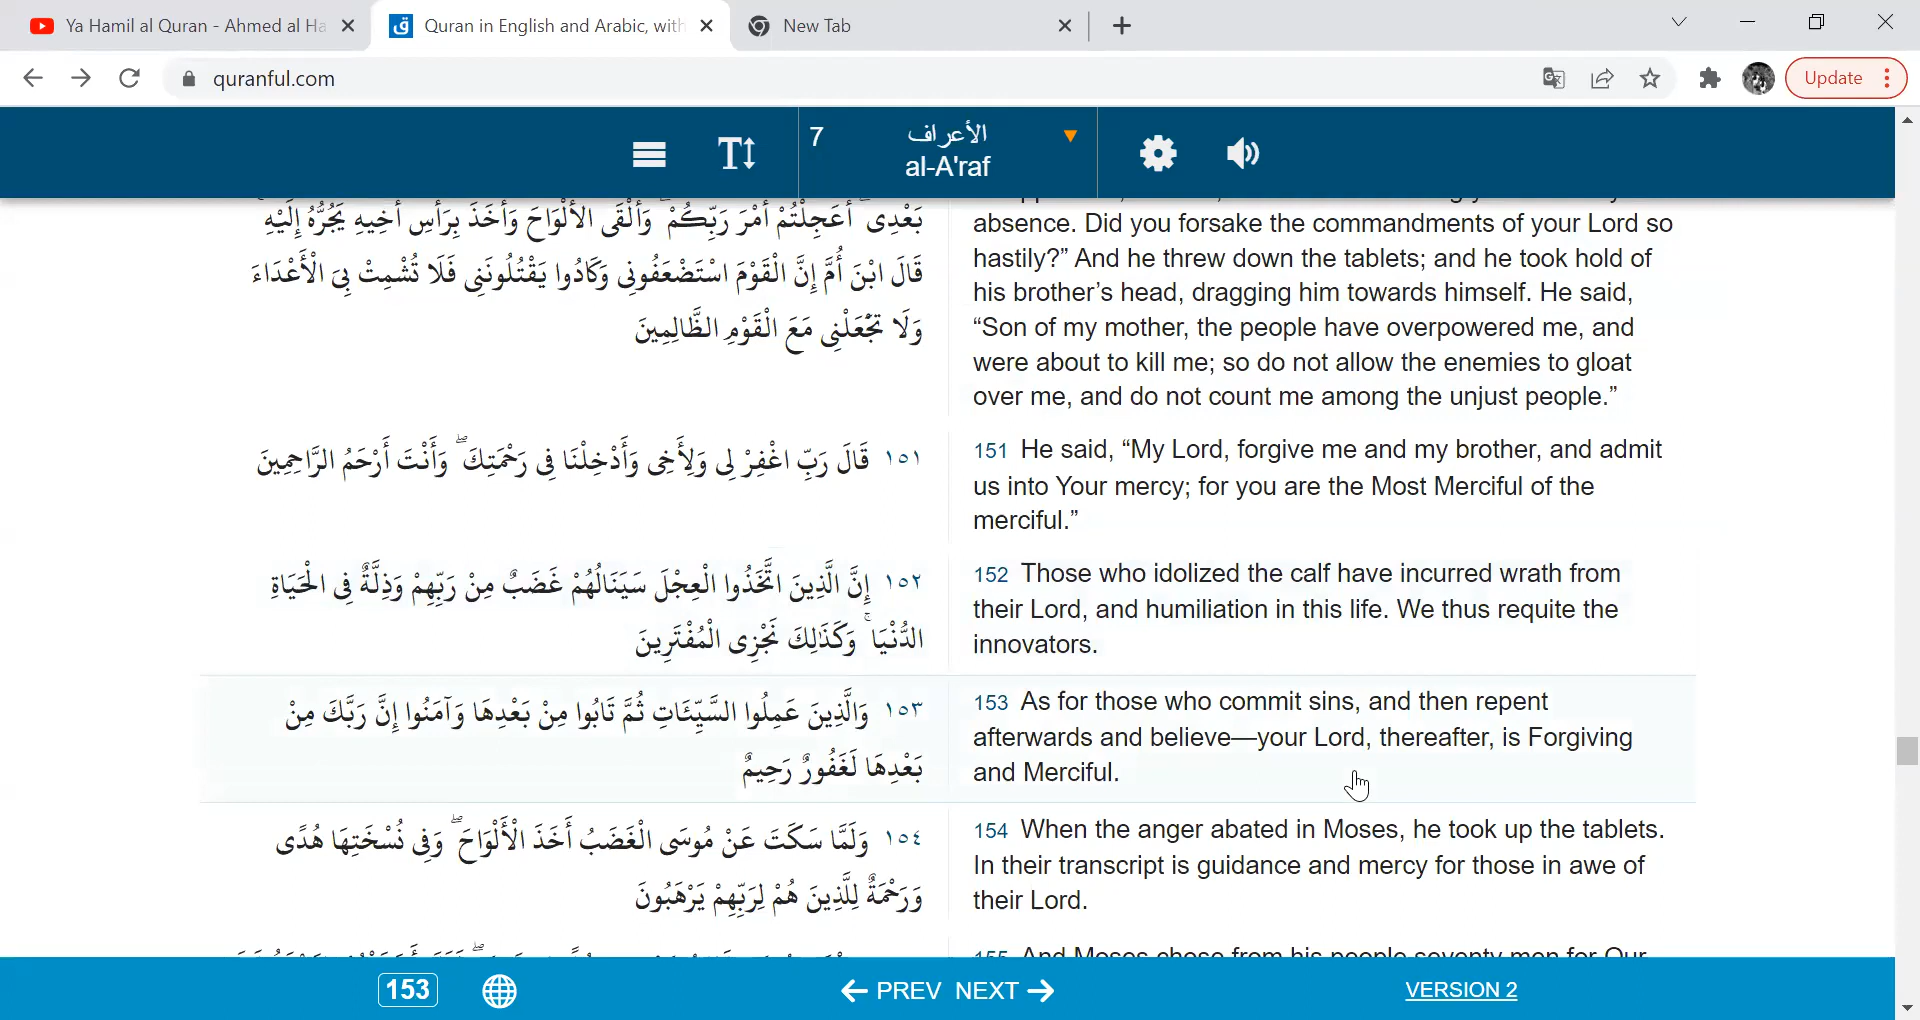 Ya Hamil al Quran - Ahmed al Ha
Quran in English and Arabic, with
New Tab
quranful.com
Update
7
الأعراف
al-A'raf
بَعْدِي ۖ أَعَجِلْتُمْ أَمْرَ رَبِّكُمْ ۖ وَأَلْقَى الْأَلْوَاحَ وَأَخَذَ بِرَأْسِ أَخِيهِ يَجُرُّهُ إِلَيْهِ ۚ
قَالَ ابْنَ أُمَّ إِنَّ الْقَوْمَ اسْتَضْعَفُونِي وَكَادُوا يَقْتُلُونَنِي فَلَا تُشْمِتْ بِيَ الْأَعْدَاءَ
وَلَا تَجْعَلْنِي مَعَ الْقَوْمِ الظَّالِمِينَ
absence. Did you forsake the commandments of your Lord so
hastily?” And he threw down the tablets; and he took hold of
his brother’s head, dragging him towards himself. He said,
“Son of my mother, the people have overpowered me, and
were about to kill me; so do not allow the enemies to gloat
over me, and do not count me among the unjust people.”
١٥١ قَالَ رَبِّ اغْفِرْ لِي وَلِأَخِي وَأَدْخِلْنَا فِي رَحْمَتِكَ ۖ وَأَنْتَ أَرْحَمُ الرَّاحِمِينَ
151 He said, “My Lord, forgive me and my brother, and admit
us into Your mercy; for you are the Most Merciful of the
merciful.”
١٥٢ إِنَّ الَّذِينَ اتَّخَذُوا الْعِجْلَ سَيَنَالُهُمْ غَضَبٌ مِنْ رَبِّهِمْ وَذِلَّةٌ فِي الْحَيَاةِ
الدُّنْيَا ۚ وَكَذَٰلِكَ نَجْزِي الْمُفْتَرِينَ
152 Those who idolized the calf have incurred wrath from
their Lord, and humiliation in this life. We thus requite the
innovators.
١٥٣ وَالَّذِينَ عَمِلُوا السَّيِّئَاتِ ثُمَّ تَابُوا مِنْ بَعْدِهَا وَآمَنُوا إِنَّ رَبَّكَ مِنْ
بَعْدِهَا لَغَفُورٌ رَحِيمٌ
153 As for those who commit sins, and then repent
afterwards and believe—your Lord, thereafter, is Forgiving
and Merciful.
١٥٤ وَلَمَّا سَكَتَ عَنْ مُوسَى الْغَضَبُ أَخَذَ الْأَلْوَاحَ ۖ وَفِي نُسْخَتِهَا هُدًى
وَرَحْمَةٌ لِلَّذِينَ هُمْ لِرَبِّهِمْ يَرْهَبُونَ
154 When the anger abated in Moses, he took up the tablets.
In their transcript is guidance and mercy for those in awe of
their Lord.
155 And Moses chose from his people seventy men for Our
153
PREV NEXT
VERSION 2